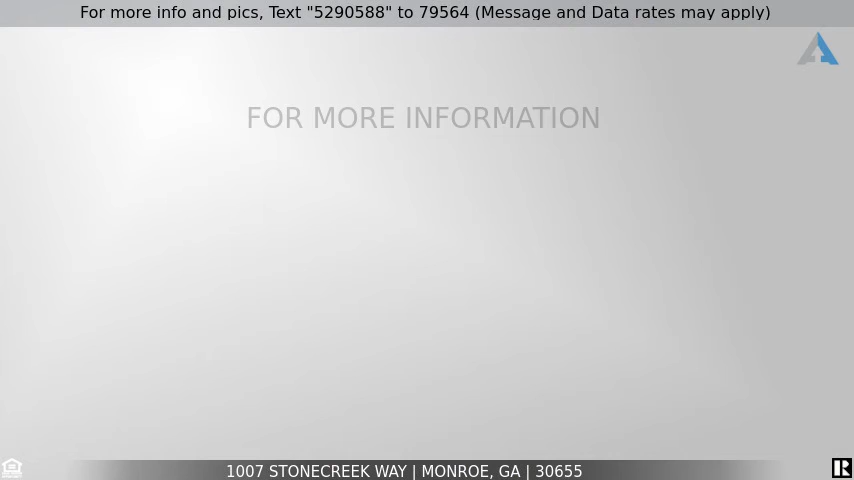 For more info and pics, Text "5290588" to 79564 (Message and Data rates may apply)
FOR MORE INFORMATION
1007 STONECREEK WAY | MONROE, GA | 30655